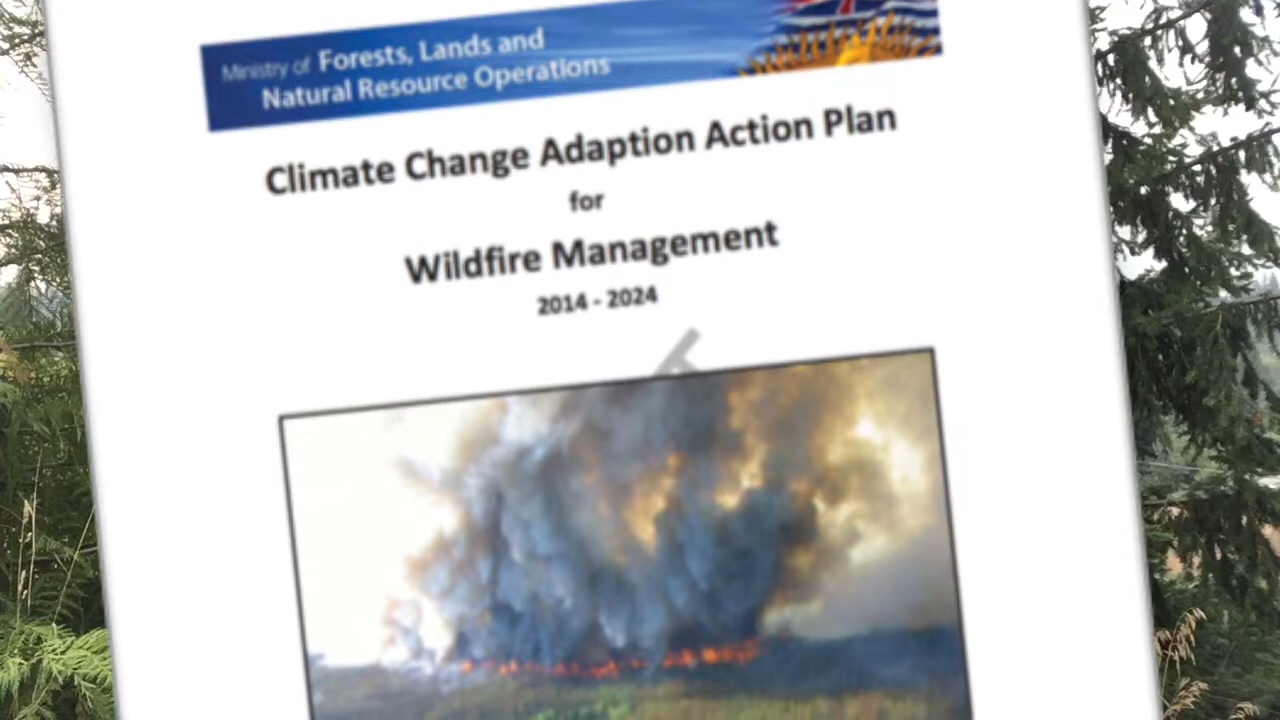 Ministry of Forests, Lands and
Natural Resource Operations
Climate Change Adaption Action Plan
for
Wildfire Management
2014 - 2024